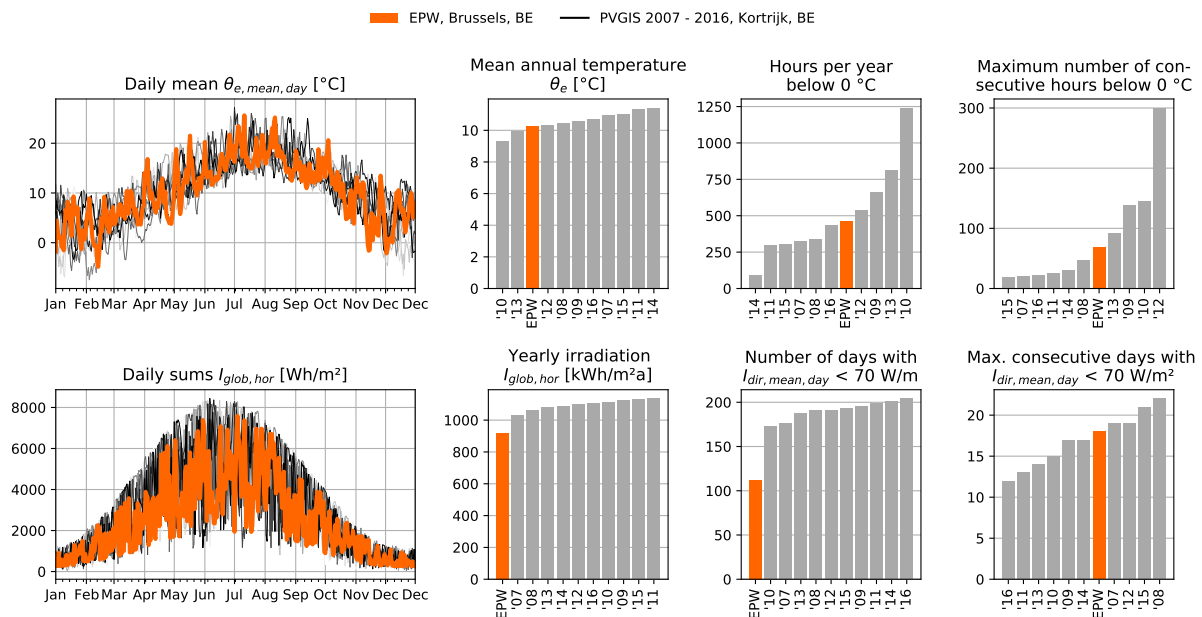 EPW, Brussels, BE
PVGIS 2007 - 2016, Kortrijk, BE
Daily mean θe, mean, day [°C]
20
10
0
Jan Feb Mar Apr May Jun Jul Aug Sep Oct Nov Dec Dec
Mean annual temperature
θe [°C]
10
8
6
4
2
0
'10 '13 EPW '12 '08 '09 '16 '07 '15 '11 '14
Hours per year
below 0 °C
1250
1000
750
500
250
0
'14 '11 '15 '07 '08 '16 EPW '12 '09 '13 '10
Maximum number of con-
secutive hours below 0 °C
300
200
100
0
'15 '07 '16 '11 '14 '08 EPW '13 '09 '10 '12
Daily sums Iglob, hor [Wh/m²]
8000
6000
4000
2000
0
Jan Feb Mar Apr May Jun Jul Aug Sep Oct Nov Dec Dec
Yearly irradiation
Iglob, hor [kWh/m²a]
1000
800
600
400
200
0
EPW '07 '08 '13 '14 '12 '16 '10 '09 '15 '11
Number of days with
Idir, mean, day < 70 W/m
200
150
100
50
0
EPW '10 '07 '13 '08 '12 '15 '09 '11 '14 '16
Max. consecutive days with
Idir, mean, day < 70 W/m²
20
15
10
5
0
'16 '11 '13 '10 '09 '14 EPW '07 '12 '15 '08